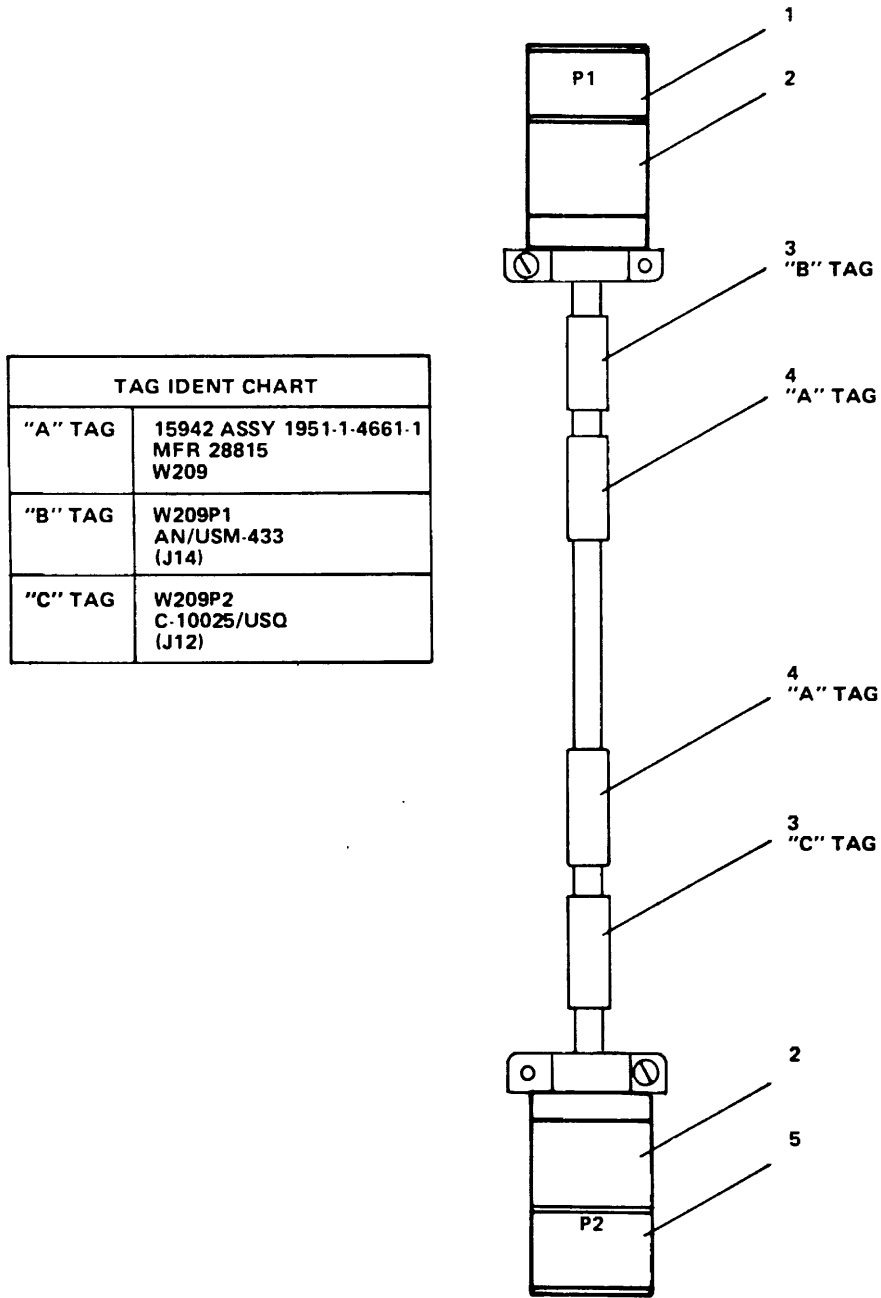 1
P1
2
3
"B" TAG
4
"A" TAG
TAG IDENT CHART
"A" TAG 15942 ASSY 1951-1-4661-1
MFR 28815
W209
"B" TAG W209P1
AN/USM-433
(J14)
"C" TAG W209P2
C-10025/USQ
(J12)
4
"A" TAG
3
"C" TAG
2
5
P2